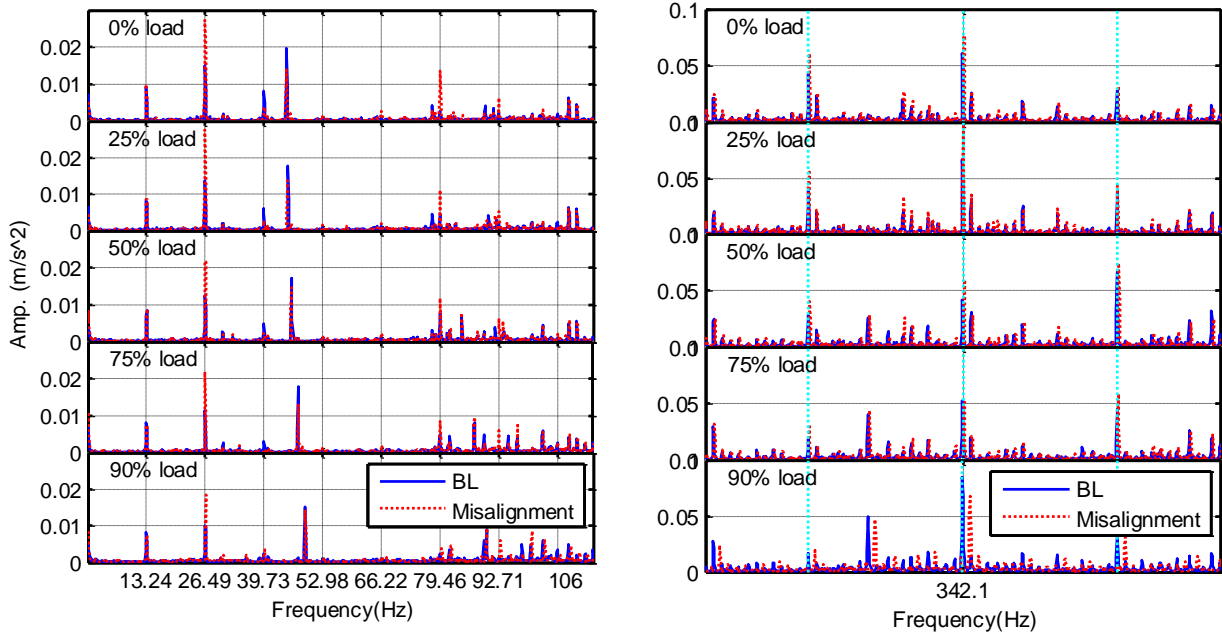 0% load
0.02
0.01
0
25% load
0.02
0.01
0
50% load
0.02
0.01
0
75% load
0.02
0.01
0
90% load
0.02
0.01
0
BL
Misalignment
13.24 26.49 39.73 52.98 66.22 79.46 92.71 106
Frequency(Hz)
Amp. (m/s^2)
0.1
0% load
0.05
25% load
0.05
50% load
0.05
75% load
0.05
90% load
0.05
0
BL
Misalignment
342.1
Frequency(Hz)